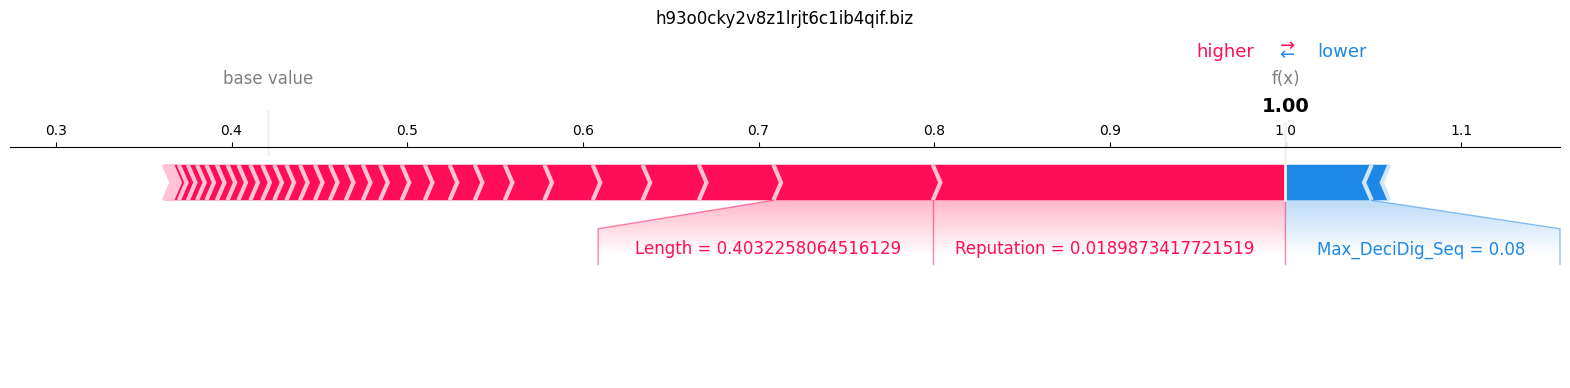 h93o0cky2v8z1lrjt6c1ib4qif.biz
higher ⇄ lower
base value f(x)
1.00
0.3 0.4 0.5 0.6 0.7 0.8 0.9 1.0 1.1
Length = 0.4032258064516129 Reputation = 0.0189873417721519 Max_DeciDig_Seq = 0.08